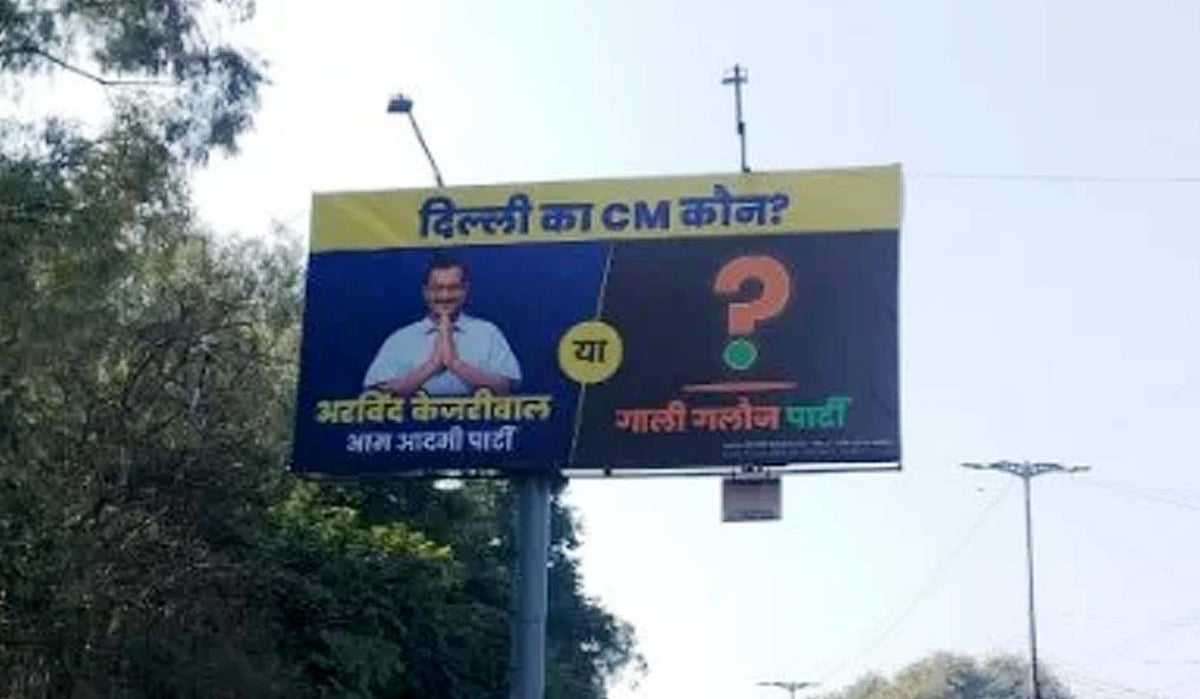 दिल्ली का CM कौन?
या
अरविंद केजरीवाल
आम आदमी पार्टी
?
गाली गलौज पार्टी